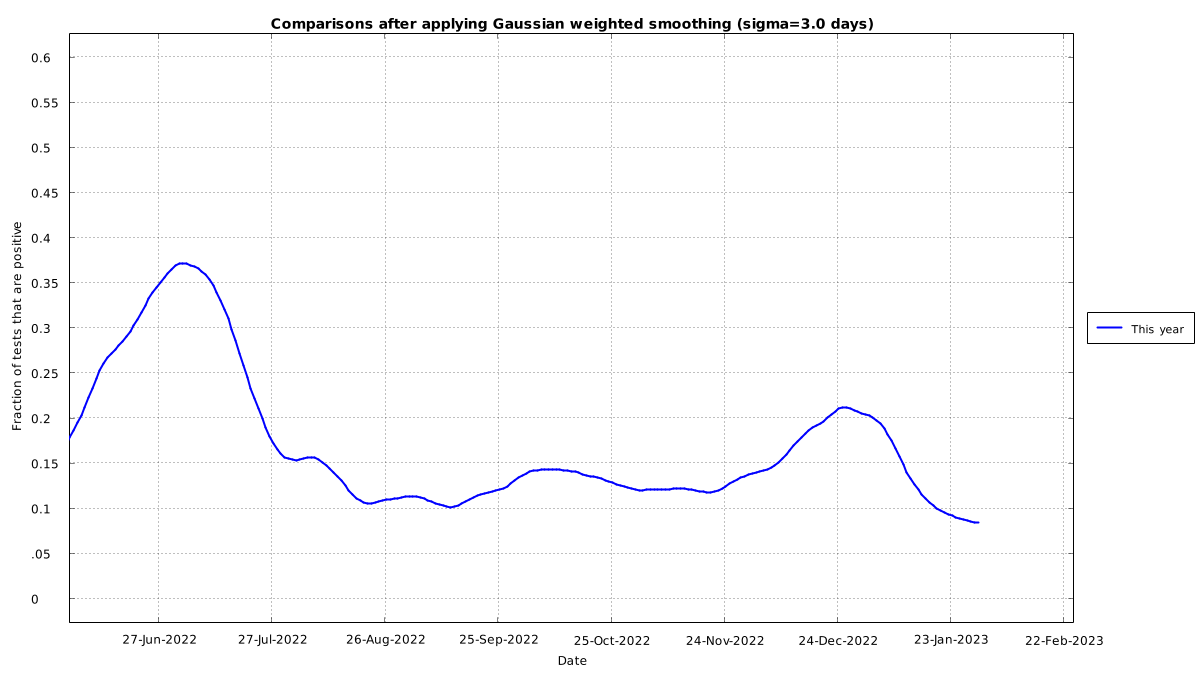 Comparisons after applying Gaussian weighted smoothing (sigma=3.0 days)
0.6
0.55
0.5
0.45
0.4
0.35
0.3
0.25
0.2
0.15
0.1
.05
0
Fraction of tests that are positive
This year
27-Jun-2022 27-Jul-2022 26-Aug-2022 25-Sep-2022 25-Oct-2022 24-Nov-2022 24-Dec-2022 23-Jan-2023 22-Feb-2023
Date